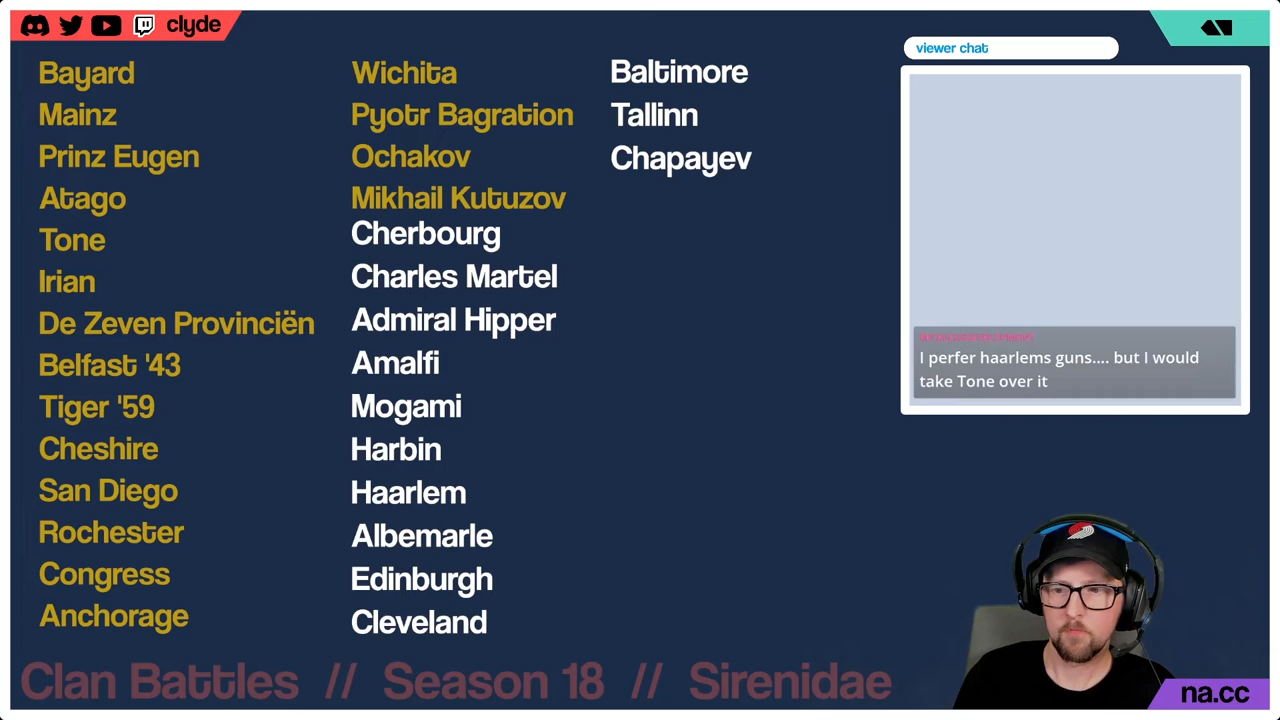 clyde
Bayard
Mainz
Prinz Eugen
Atago
Tone
Irian
De Zeven Provinciën
Belfast '43
Tiger '59
Cheshire
San Diego
Rochester
Congress
Anchorage
Wichita
Pyotr Bagration
Ochakov
Mikhail Kutuzov
Cherbourg
Charles Martel
Admiral Hipper
Amalfi
Mogami
Harbin
Haarlem
Albemarle
Edinburgh
Cleveland
Baltimore
Tallinn
Chapayev
viewer chat
I perfer haarlems guns.... but I would
take Tone over it
Clan Battles // Season 18 // Sirenidae
na.cc